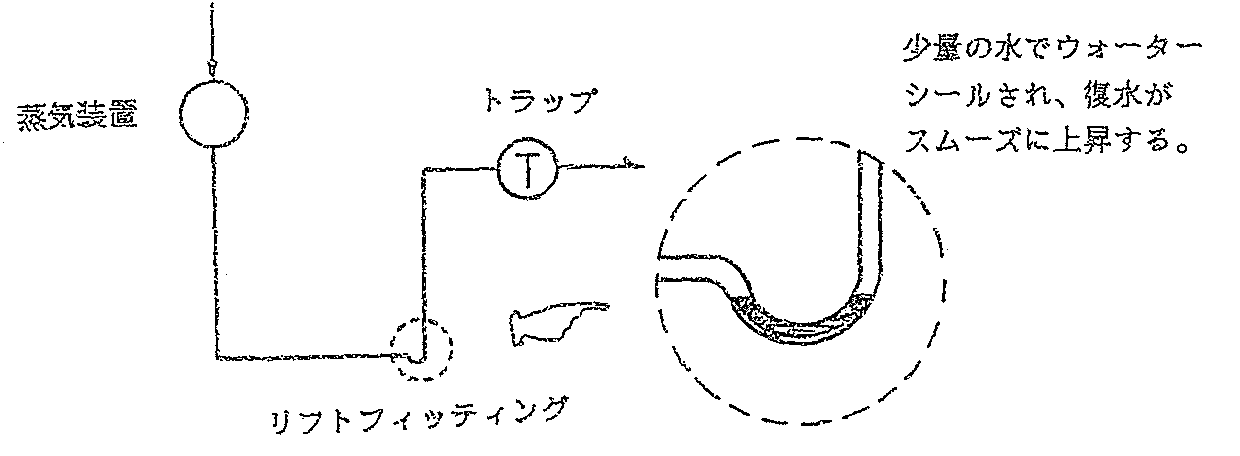 蒸気装置
トラップ
T
リフトフィッティング
少量の水でウォーター
シールされ、復水が
スムーズに上昇する。